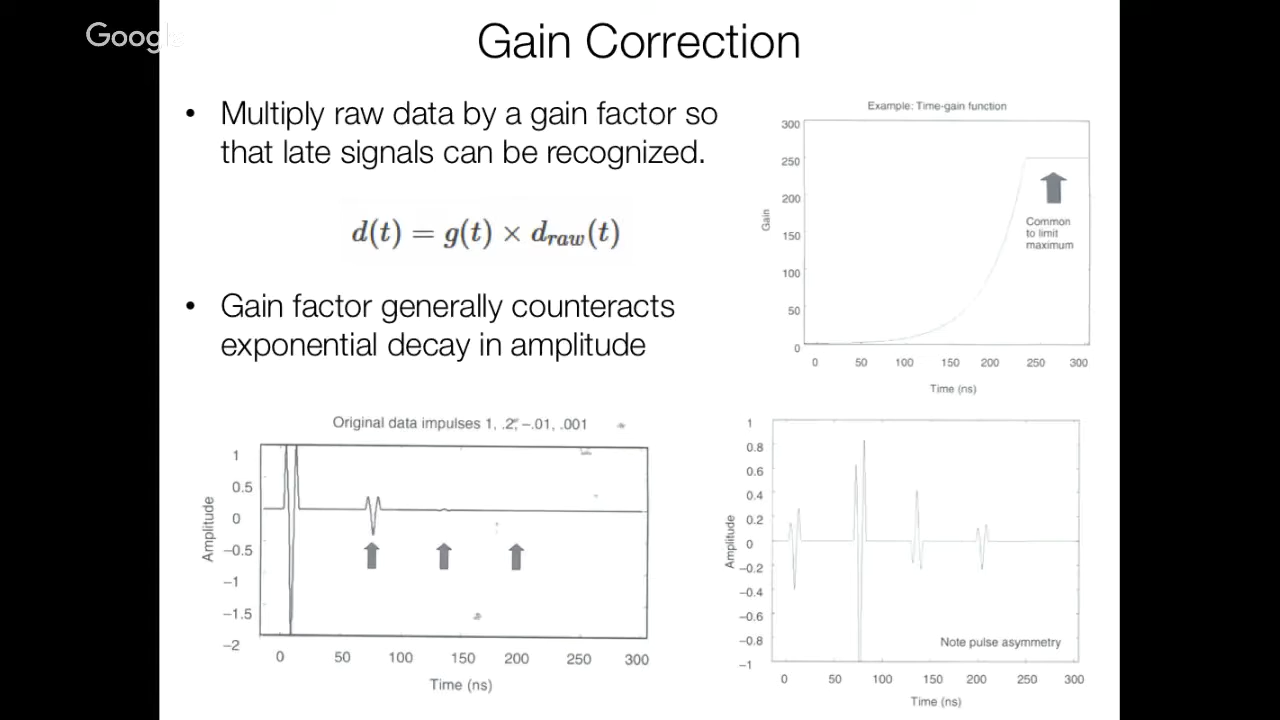 Google
Gain Correction
• Multiply raw data by a gain factor so
that late signals can be recognized.
d(t) = g(t) × d_raw(t)
• Gain factor generally counteracts
exponential decay in amplitude
Example: Time-gain function
300
250
200
150
100
50
0
Gain
Common
to limit
maximum
0 50 100 150 200 250 300
Time (ns)
Original data impulses 1, .2, −.01, .001
1
0.5
0
−0.5
−1
−1.5
−2
Amplitude
0 50 100 150 200 250 300
Time (ns)
1
0.8
0.6
0.4
0.2
0
−0.2
−0.4
−0.6
−0.8
−1
Amplitude
Note pulse asymmetry
0 50 100 150 200 250 300
Time (ns)